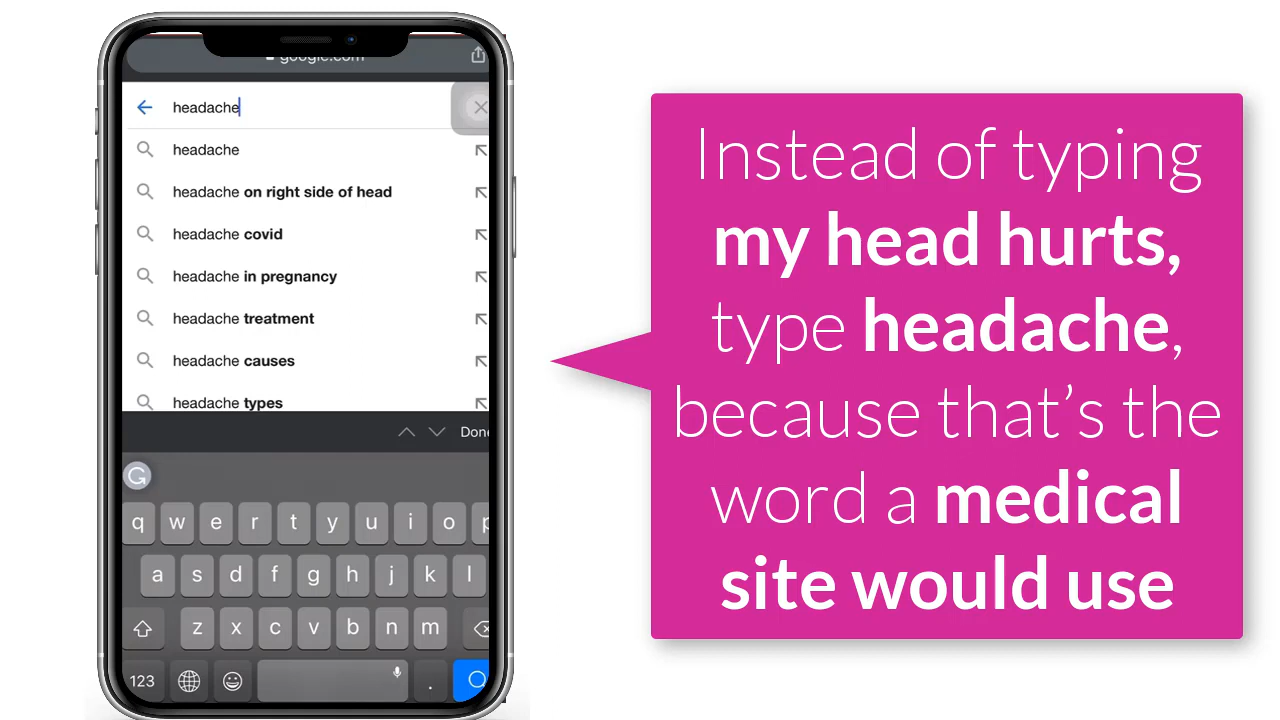 google.com
headache
headache
headache on right side of head
headache covid
headache in pregnancy
headache treatment
headache causes
headache types
Done
q w e r t y u i o p
a s d f g h j k l
z x c v b n m
123 .
Instead of typing
my head hurts,
type headache,
because that’s the
word a medical
site would use